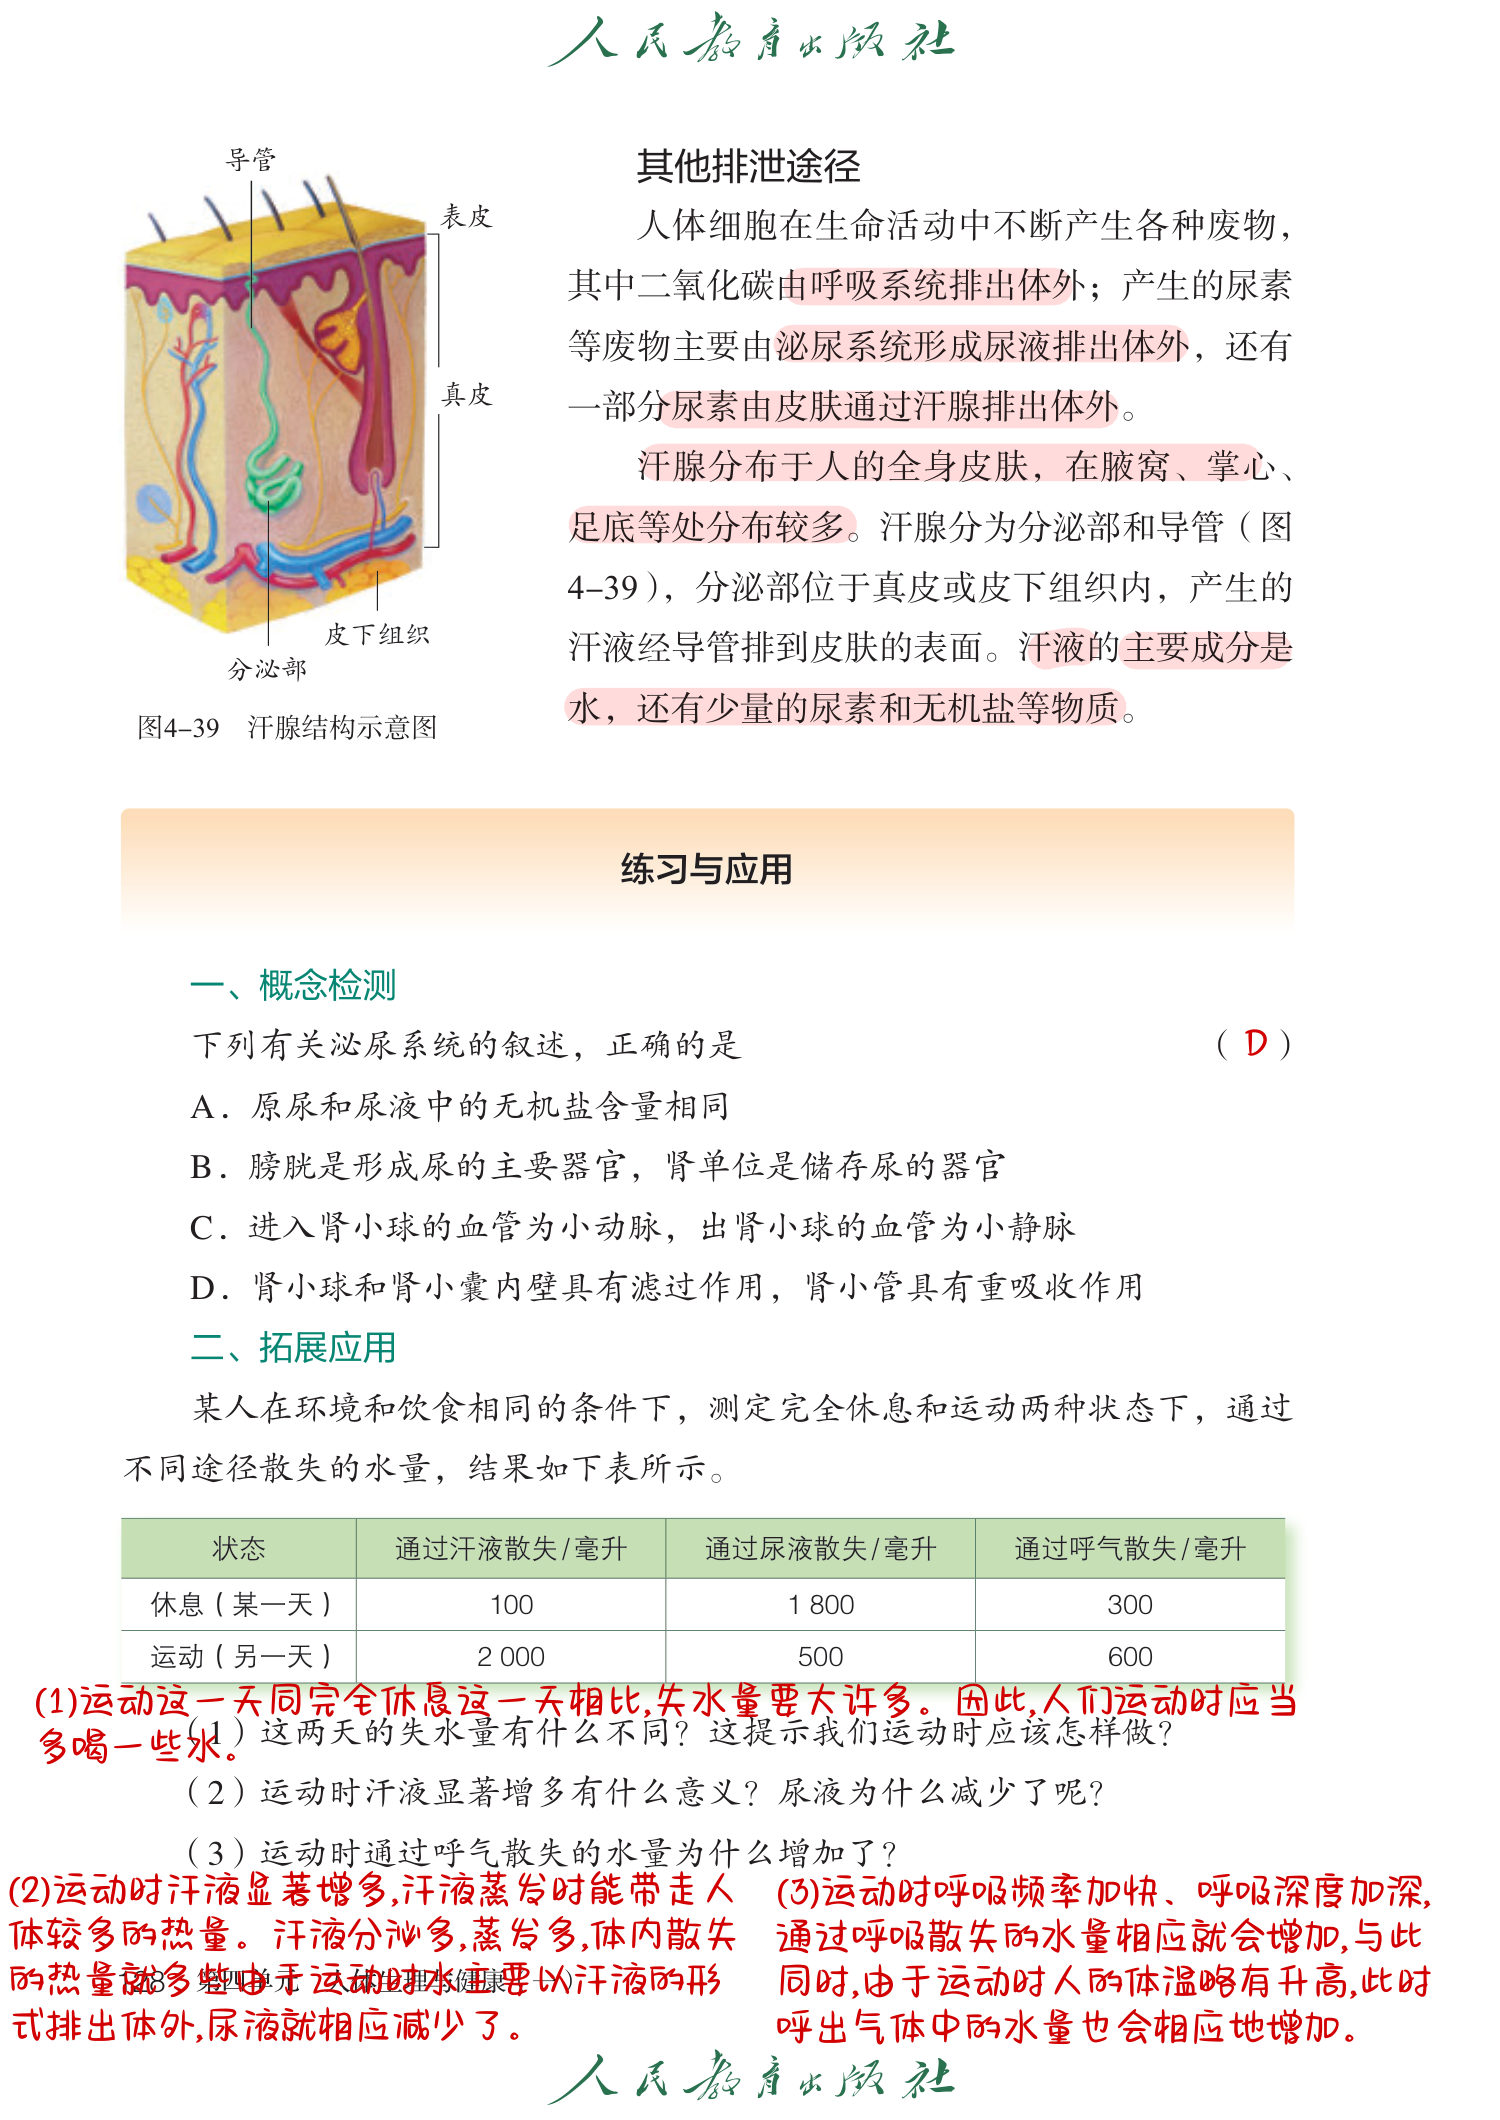 人民教育出版社
导管
表皮
真皮
皮下组织
分泌部
图4-39 汗腺结构示意图
其他排泄途径
人体细胞在生命活动中不断产生各种废物，
其中二氧化碳由呼吸系统排出体外；产生的尿素
等废物主要由泌尿系统形成尿液排出体外，还有
一部分尿素由皮肤通过汗腺排出体外。
汗腺分布于人的全身皮肤，在腋窝、掌心、
足底等处分布较多。汗腺分为分泌部和导管（图
4-39），分泌部位于真皮或皮下组织内，产生的
汗液经导管排到皮肤的表面。汗液的主要成分是
水，还有少量的尿素和无机盐等物质。
练习与应用
一、概念检测
下列有关泌尿系统的叙述，正确的是 （ D ）
A．原尿和尿液中的无机盐含量相同
B．膀胱是形成尿的主要器官，肾单位是储存尿的器官
C．进入肾小球的血管为小动脉，出肾小球的血管为小静脉
D．肾小球和肾小囊内壁具有滤过作用，肾小管具有重吸收作用
二、拓展应用
某人在环境和饮食相同的条件下，测定完全休息和运动两种状态下，通过
不同途径散失的水量，结果如下表所示。
状态 通过汗液散失/毫升 通过尿液散失/毫升 通过呼气散失/毫升
休息（某一天） 100 1 800 300
运动（另一天） 2 000 500 600
(1)运动这一天同完全休息这一天相比,失水量要大许多。因此,人们运动时应当
多喝一些水。
（1）这两天的失水量有什么不同？这提示我们运动时应该怎样做？
（2）运动时汗液显著增多有什么意义？尿液为什么减少了呢？
（3）运动时通过呼气散失的水量为什么增加了？
(2)运动时汗液显著增多,汗液蒸发时能带走人
体较多的热量。汗液分泌多,蒸发多,体内散失
的热量就多些由于运动时水主要以汗液的形
式排出体外,尿液就相应减少了。
(3)运动时呼吸频率加快、呼吸深度加深,
通过呼吸散失的水量相应就会增加,与此
同时,由于运动时人的体温略有升高,此时
呼出气体中的水量也会相应地增加。
第四单元 人体生理与健康（一）
人民教育出版社